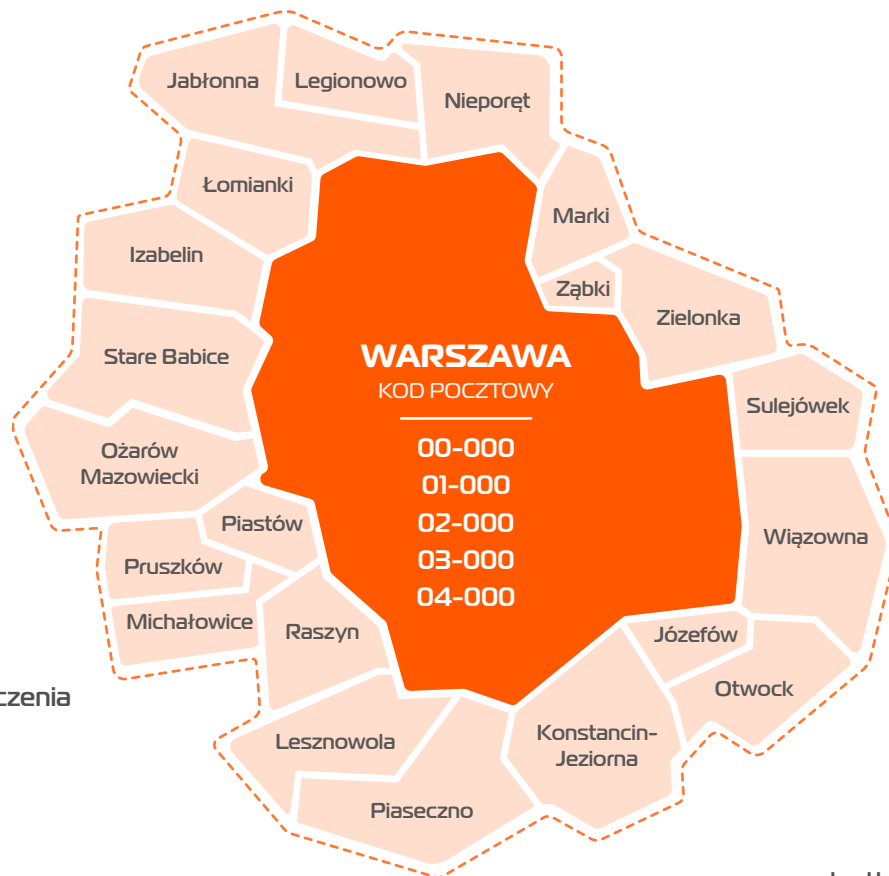 Jabłonna
Legionowo
Nieporęt
Łomianki
Marki
Izabelin
Ząbki
Zielonka
Stare Babice
WARSZAWA
KOD POCZTOWY
00-000
01-000
02-000
03-000
04-000
Sulejówek
Ożarów
Mazowiecki
Piastów
Wiązowna
Pruszków
Michałowice
Raszyn
Józefów
Otwock
czenia
Lesznowola
Konstancin-
Jeziorna
Piaseczno